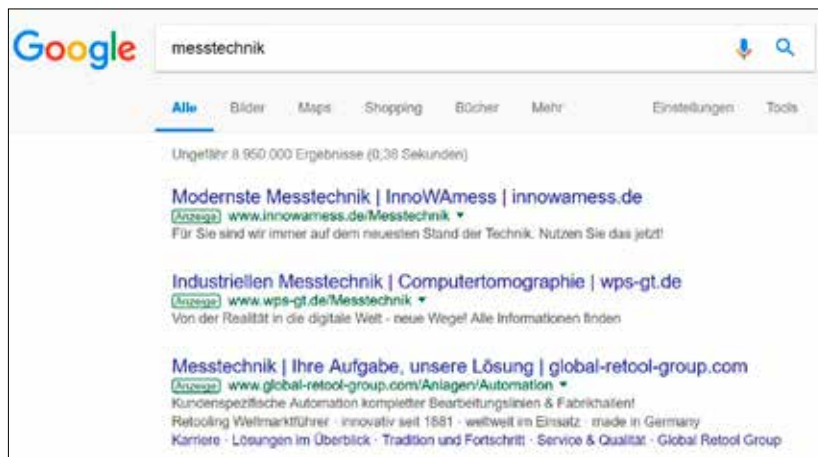 Google
messtechnik
Alle Bilder Maps Shopping Bücher Mehr Einstellungen Tools
Ungefähr 8.950.000 Ergebnisse (0,38 Sekunden)
Modernste Messtechnik | InnoWAmess | innowamess.de
Anzeige www.innowamess.de/Messtechnik
Für Sie sind wir immer auf dem neuesten Stand der Technik. Nutzen Sie das jetzt!
Industriellen Messtechnik | Computertomographie | wps-gt.de
Anzeige www.wps-gt.de/Messtechnik
Von der Realität in die digitale Welt - neue Wege! Alle Informationen finden
Messtechnik | Ihre Aufgabe, unsere Lösung | global-retool-group.com
Anzeige www.global-retool-group.com/Anlagen/Automation
Kundenspezifische Automation kompletter Bearbeitungslinien & Fabrikhallen!
Retooling Weltmarktführer · innovativ seit 1881 · weltweit im Einsatz · made in Germany
Karriere · Lösungen im Überblick · Tradition und Fortschritt · Service & Qualität · Global Retool Group